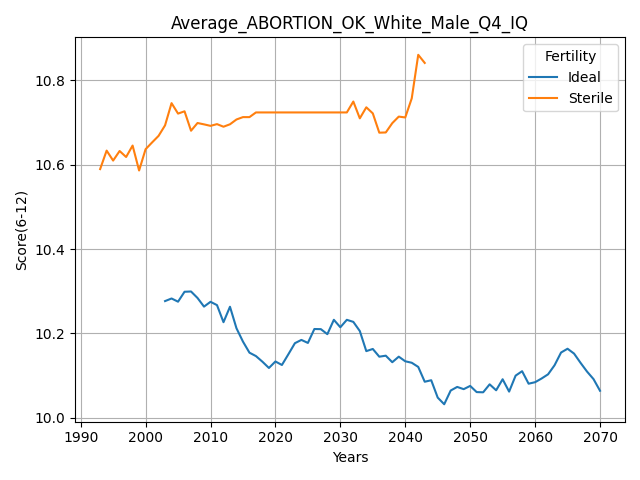 Average_ABORTION_OK_White_Male_Q4_IQ
Fertility
Ideal
Sterile
Score(6-12)
10.8
10.6
10.4
10.2
10.0
1990 2000 2010 2020 2030 2040 2050 2060 2070
Years